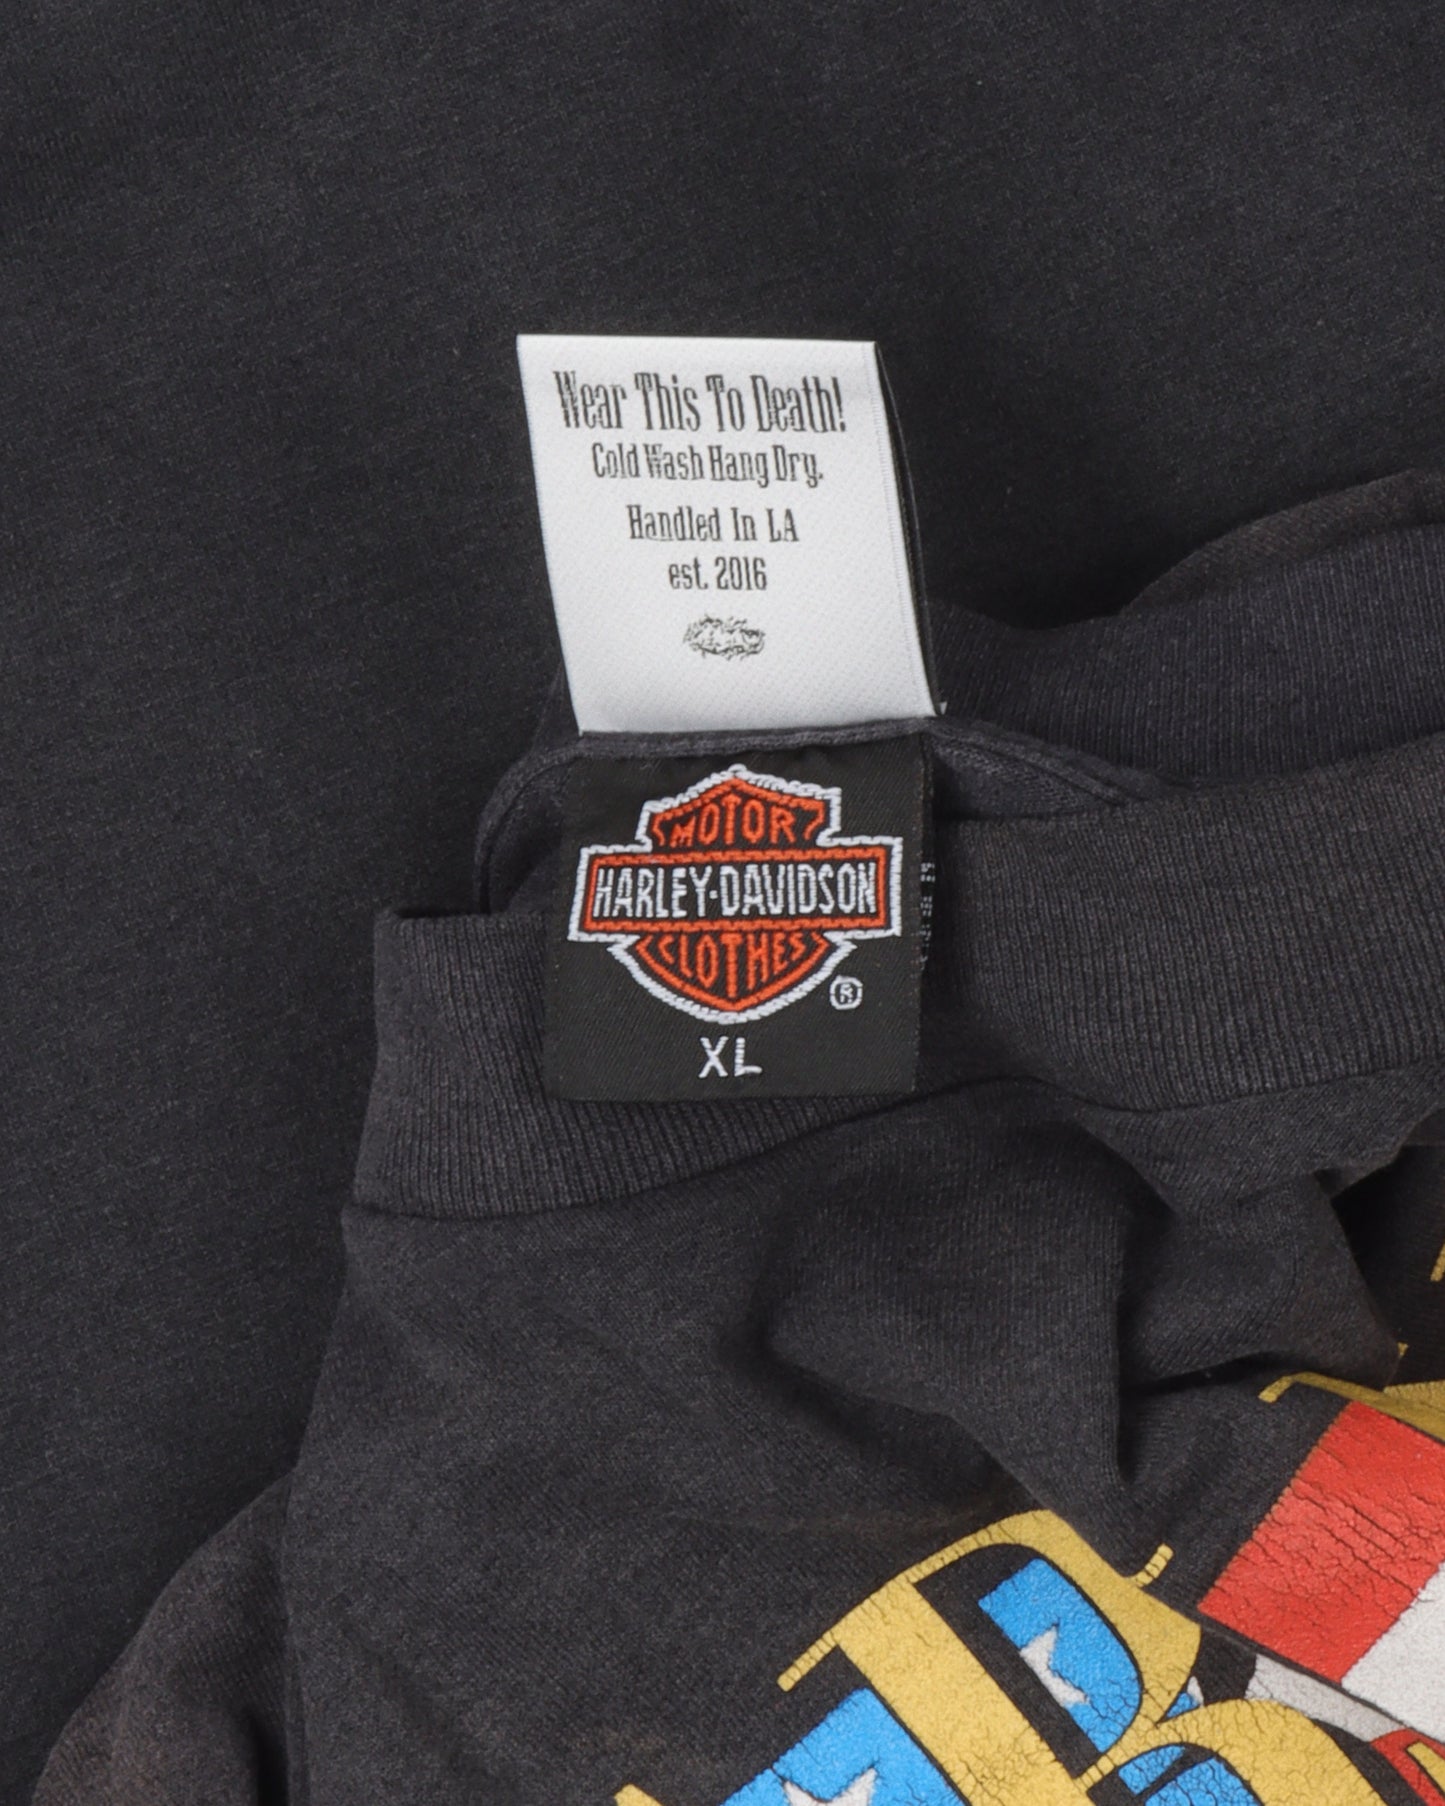 Wear This To Death!
Cold Wash Hang Dry.
Handled In LA
est. 2016
MOTOR
HARLEY-DAVIDSON
CLOTHES
®
XL